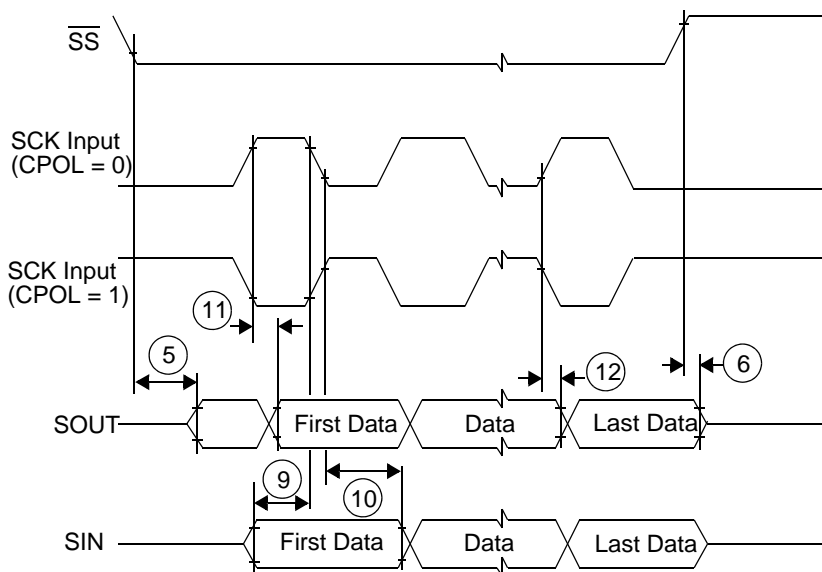 SS
SCK Input
(CPOL = 0)
SCK Input
(CPOL = 1)
11
5
12
6
SOUT
First Data
Data
Last Data
9
10
SIN
First Data
Data
Last Data